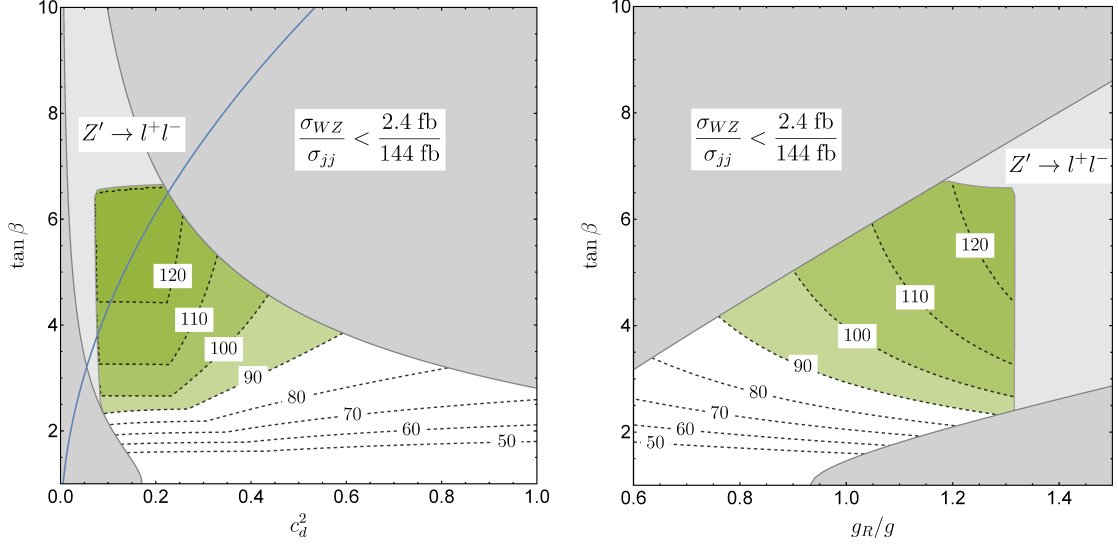 10
8
6
4
2
tan β
Z′ → l⁺l⁻
σ_WZ / σ_jj < 2.4 fb / 144 fb
120
110
100
90
80
70
60
50
0.0 0.2 0.4 0.6 0.8 1.0
c_d^2
10
8
6
4
2
tan β
σ_WZ / σ_jj < 2.4 fb / 144 fb
Z′ → l⁺l⁻
120
110
100
90
80
70
60
50
0.6 0.8 1.0 1.2 1.4
g_R/g